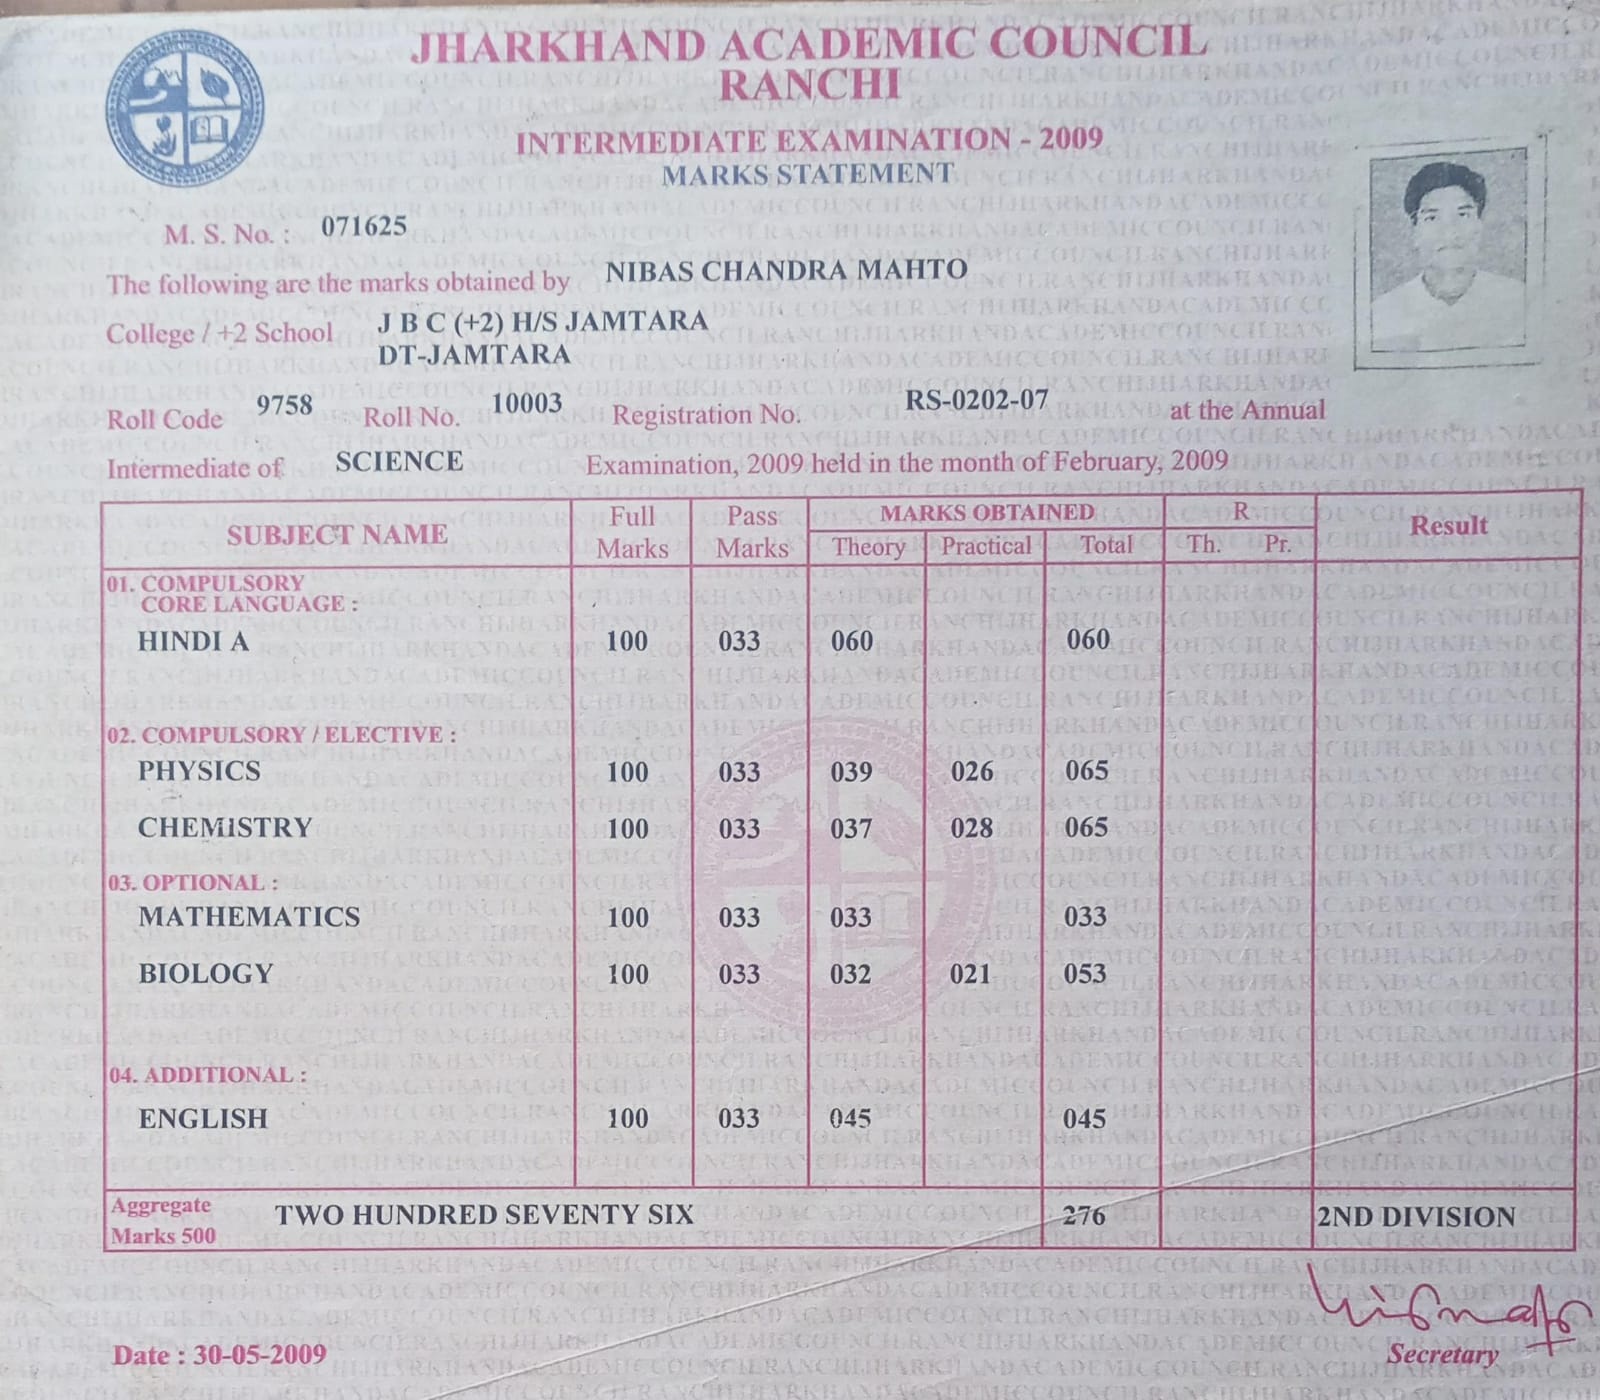 JHARKHAND ACADEMIC COUNCIL
RANCHI
INTERMEDIATE EXAMINATION - 2009
MARKS STATEMENT
M. S. No. : 071625
The following are the marks obtained by NIBAS CHANDRA MAHTO
College / +2 School J B C (+2) H/S JAMTARA
DT-JAMTARA
Roll Code 9758 Roll No. 10003 Registration No. RS-0202-07 at the Annual
Intermediate of SCIENCE Examination, 2009 held in the month of February, 2009
SUBJECT NAME Full Marks Pass Marks MARKS OBTAINED R Result
Theory Practical Total Th. Pr.
01. COMPULSORY
CORE LANGUAGE :
HINDI A 100 033 060 060
02. COMPULSORY / ELECTIVE :
PHYSICS 100 033 039 026 065
CHEMISTRY 100 033 037 028 065
03. OPTIONAL :
MATHEMATICS 100 033 033 033
BIOLOGY 100 033 032 021 053
04. ADDITIONAL :
ENGLISH 100 033 045 045
Aggregate
Marks 500 TWO HUNDRED SEVENTY SIX 276 2ND DIVISION
Date : 30-05-2009
Secretary